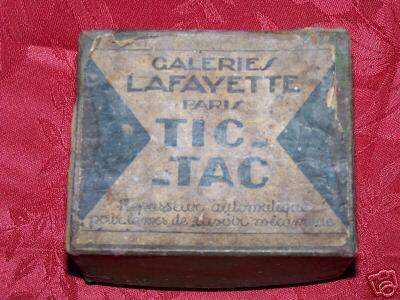 GALERIES
LAFAYETTE
PARIS
TIC-
-TAC
Repasseur automatique
pour lames de rasoir mécanique